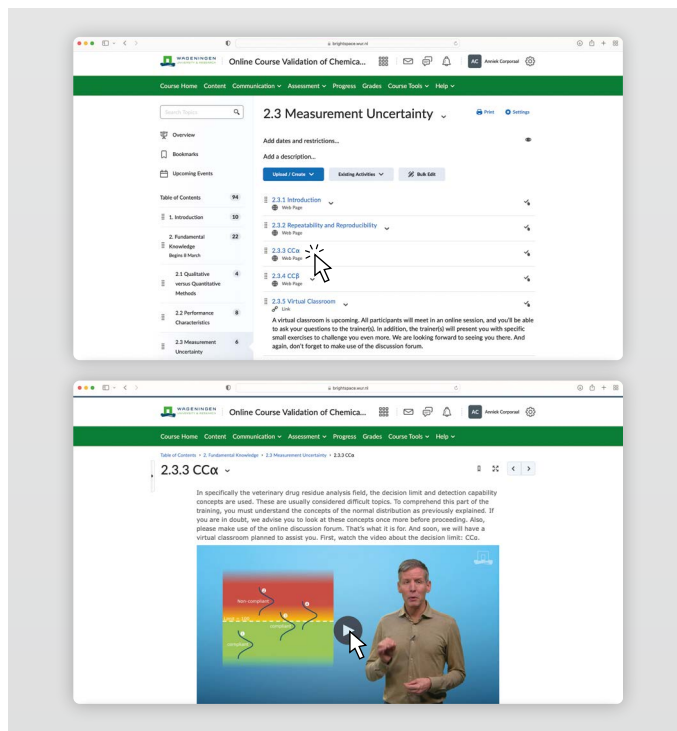 brightspace.wur.nl
WAGENINGEN
UNIVERSITY & RESEARCH
Online Course Validation of Chemica...
AC
Anniek Corporaal
Course Home Content Communication Assessment Progress Grades Course Tools Help
Search Topics
Overview
Bookmarks
Upcoming Events
Table of Contents 94
1. Introduction 10
2. Fundamental 22
Knowledge
Begins 8 March
2.1 Qualitative 4
versus Quantitative
Methods
2.2 Performance 8
Characteristics
2.3 Measurement 6
Uncertainty
2.3 Measurement Uncertainty
Print
Settings
Add dates and restrictions...
Add a description...
Upload / Create
Existing Activities
Bulk Edit
2.3.1 Introduction
Web Page
2.3.2 Repeatability and Reproducibility
Web Page
2.3.3 CCα
Web Page
2.3.4 CCβ
Web Page
2.3.5 Virtual Classroom
Link
A virtual classroom is upcoming. All participants will meet in an online session, and you'll be able
to ask your questions to the trainer(s). In addition, the trainer(s) will present you with specific
small exercises to challenge you even more. We are looking forward to seeing you there. And
again, don't forget to make use of the discussion forum.
brightspace.wur.nl
WAGENINGEN
UNIVERSITY & RESEARCH
Online Course Validation of Chemica...
AC
Anniek Corporaal
Course Home Content Communication Assessment Progress Grades Course Tools Help
Table of Contents 2. Fundamental Knowledge 2.3 Measurement Uncertainty 2.3.3 CCα
2.3.3 CCα
In specifically the veterinary drug residue analysis field, the decision limit and detection capability
concepts are used. These are usually considered difficult topics. To comprehend this part of the
training, you must understand the concepts of the normal distribution as previously explained. If
you are in doubt, we advise you to look at these concepts once more before proceeding. Also,
please make use of the online discussion forum. That's what it is for. And soon, we will have a
virtual classroom planned to assist you. First, watch the video about the decision limit: CCα.
Non-compliant
compliant
compliant